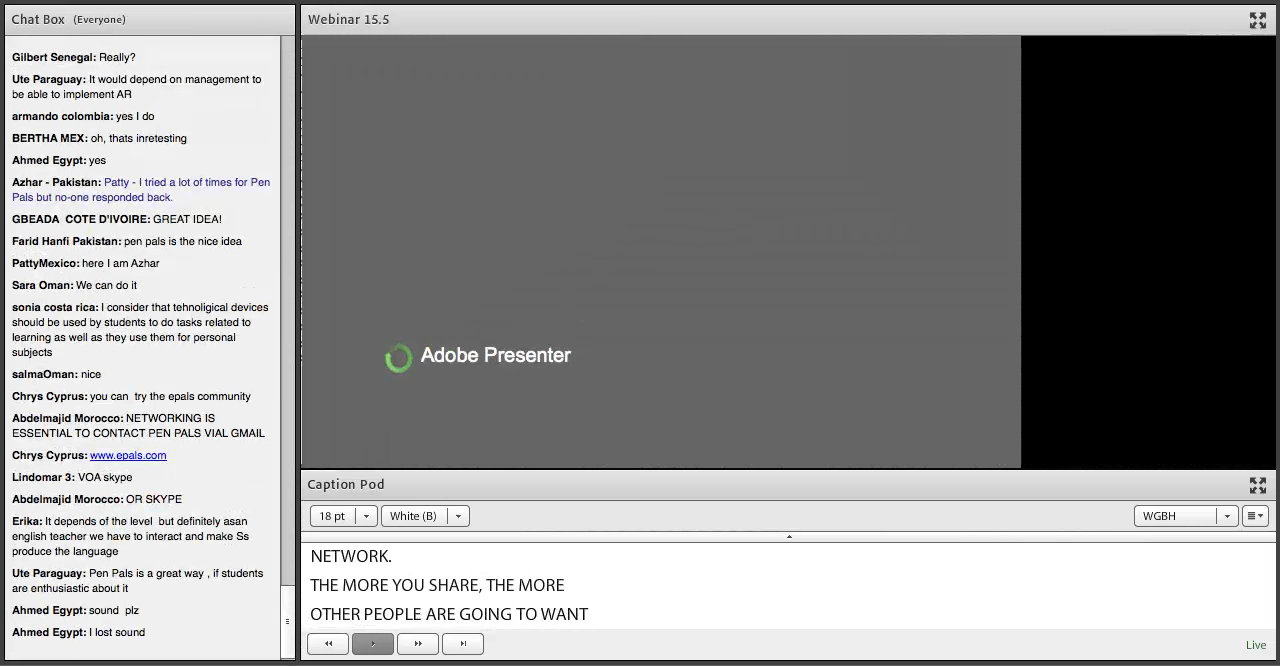 Chat Box (Everyone)
Gilbert Senegal: Really?
Ute Paraguay: It would depend on management to
be able to implement AR
armando colombia: yes I do
BERTHA MEX: oh, thats inretesting
Ahmed Egypt: yes
Azhar - Pakistan: Patty - I tried a lot of times for Pen
Pals but no-one responded back.
GBEADA COTE D'IVOIRE: GREAT IDEA!
Farid Hanfi Pakistan: pen pals is the nice idea
PattyMexico: here I am Azhar
Sara Oman: We can do it
sonia costa rica: I consider that tehnoligical devices
should be used by students to do tasks related to
learning as well as they use them for personal
subjects
salmaOman: nice
Chrys Cyprus: you can try the epals community
Abdelmajid Morocco: NETWORKING IS
ESSENTIAL TO CONTACT PEN PALS VIAL GMAIL
Chrys Cyprus: www.epals.com
Lindomar 3: VOA skype
Abdelmajid Morocco: OR SKYPE
Erika: It depends of the level but definitely asan
english teacher we have to interact and make Ss
produce the language
Ute Paraguay: Pen Pals is a great way , if students
are enthusiastic about it
Ahmed Egypt: sound plz
Ahmed Egypt: I lost sound
Webinar 15.5
Adobe Presenter
Caption Pod
18 pt
White (B)
WGBH
NETWORK.
THE MORE YOU SHARE, THE MORE
OTHER PEOPLE ARE GOING TO WANT
Live